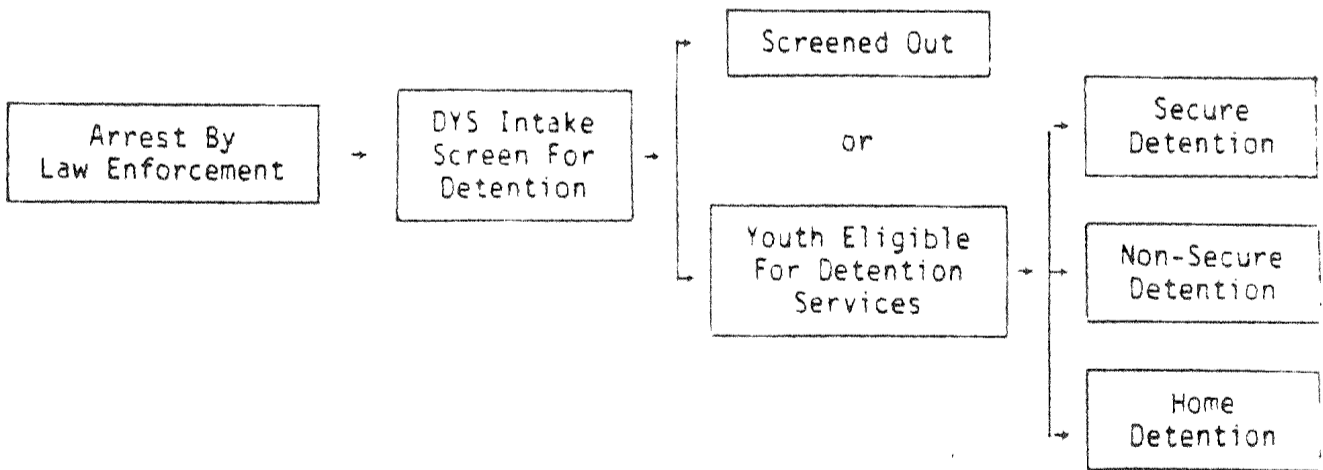 Arrest By
Law Enforcement
DYS Intake
Screen For
Detention
Screened Out
or
Youth Eligible
For Detention
Services
Secure
Detention
Non-Secure
Detention
Home
Detention